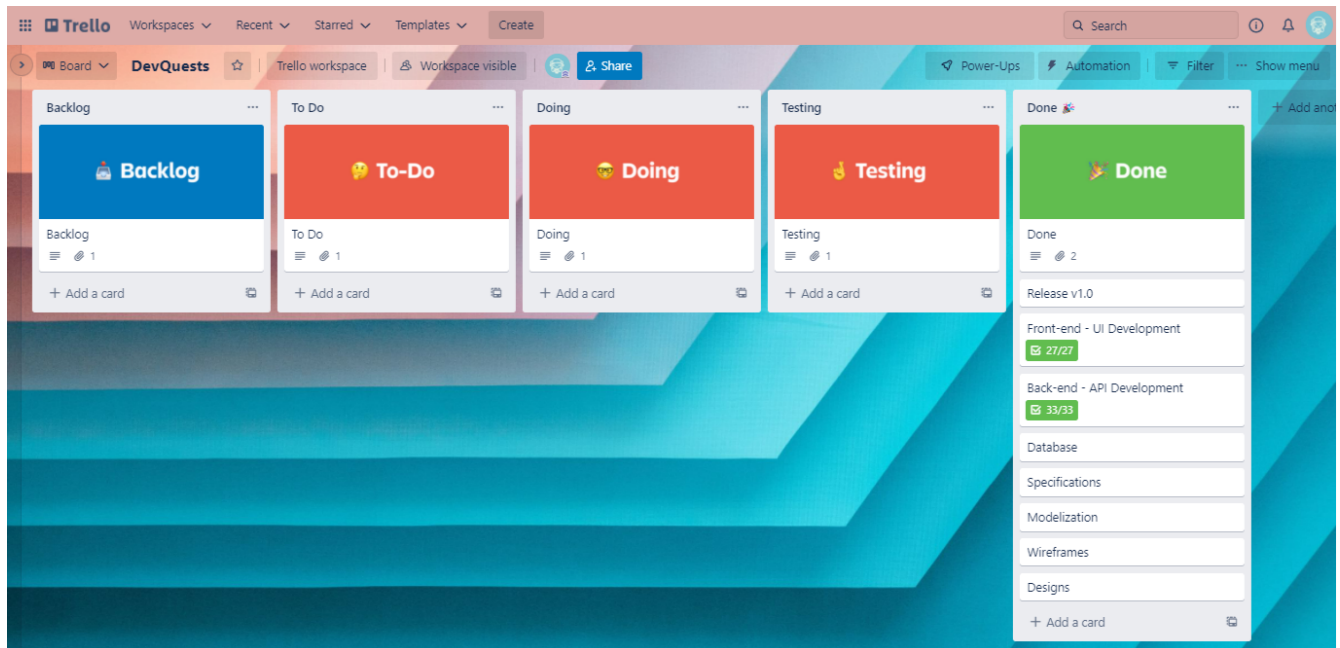 Trello Workspaces Recent Starred Templates Create Search
Board DevQuests Trello workspace Workspace visible Share Power-Ups Automation Filter ... Show menu
Backlog ...
Backlog
Backlog
1
+ Add a card
To Do ...
To-Do
To Do
1
+ Add a card
Doing ...
Doing
Doing
1
+ Add a card
Testing ...
Testing
Testing
1
+ Add a card
Done 🎉 ...
🎉 Done
Done
2
Release v1.0
Front-end - UI Development
27/27
Back-end - API Development
33/33
Database
Specifications
Modelization
Wireframes
Designs
+ Add a card
+ Add ano